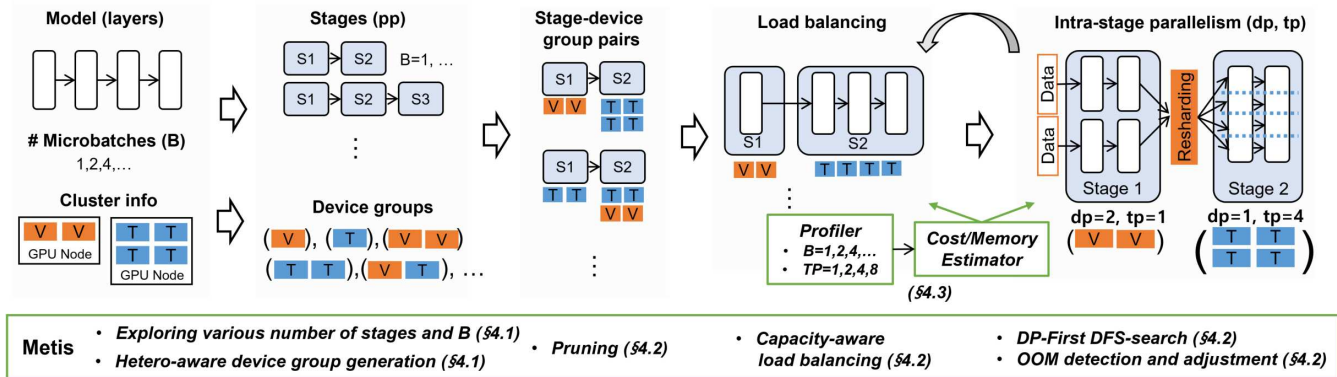 Model (layers)
# Microbatches (B)
1,2,4,...
Cluster info
V V
GPU Node
T T
T T
GPU Node
Stages (pp)
S1 S2 B=1, ...
S1 S2 S3
⋮
Device groups
(V), (T), (V V)
(T T), (V T), ...
Stage-device
group pairs
S1 S2
V V T T
T T
S1 S2
T T T T
V V
⋮
Load balancing
S1 S2
V V T T T T
⋮
Profiler
• B=1,2,4,...
• TP=1,2,4,8
Cost/Memory
Estimator
(§4.3)
Intra-stage parallelism (dp, tp)
Data
Data
Resharding
Stage 1 Stage 2
dp=2, tp=1 dp=1, tp=4
(V V) (T T
T T)
Metis
• Exploring various number of stages and B (§4.1)
• Hetero-aware device group generation (§4.1)
• Pruning (§4.2)
• Capacity-aware
load balancing (§4.2)
• DP-First DFS-search (§4.2)
• OOM detection and adjustment (§4.2)